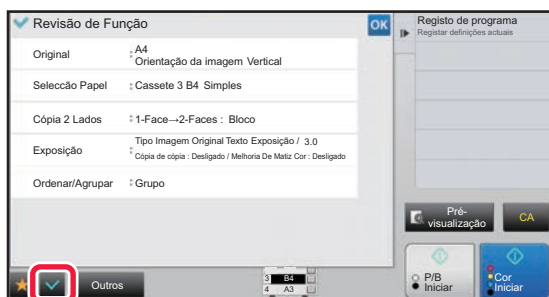 Revisão de Função
OK
Original : A4
Orientação da imagem Vertical
Seleccão Papel : Cassete 3 B4 Simples
Cópia 2 Lados : 1-Face→2-Faces : Bloco
Exposição : Tipo Imagem Original Texto Exposição / 3.0
Cópia de cópia : Desligado / Melhoria De Matiz Cor : Desligado
Ordenar/Agrupar : Grupo
Outros
3 B4
4 A3
Registo de programa
Registar definições actuais
Pré-
visualização
CA
P/B
Iniciar
Cor
Iniciar